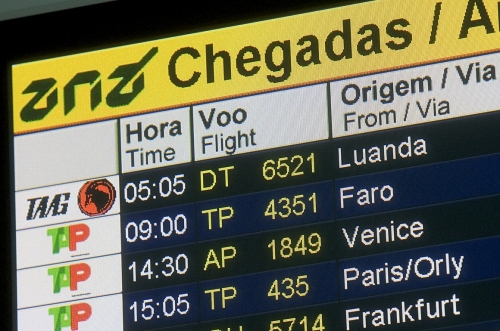 ana Chegadas / A
Hora Voo Origem / Via
Time Flight From / Via
TAAG 05:05 DT 6521 Luanda
TAP 09:00 TP 4351 Faro
TAP 14:30 AP 1849 Venice
TAP 15:05 TP 435 Paris/Orly
5714 Frankfurt